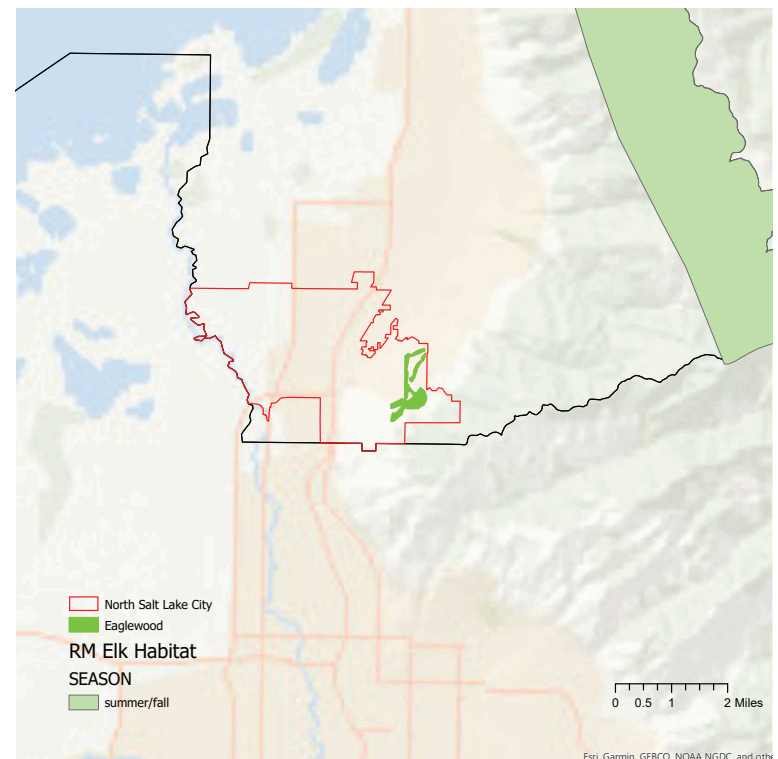 North Salt Lake City
Eaglewood
RM Elk Habitat
SEASON
summer/fall
0 0.5 1 2 Miles
Esri, Garmin, GEBCO, NOAA NGDC, and othe